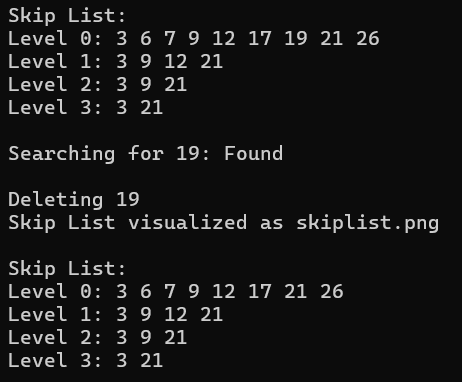 Skip List:
Level 0: 3 6 7 9 12 17 19 21 26
Level 1: 3 9 12 21
Level 2: 3 9 21
Level 3: 3 21
Searching for 19: Found
Deleting 19
Skip List visualized as skiplist.png
Skip List:
Level 0: 3 6 7 9 12 17 21 26
Level 1: 3 9 12 21
Level 2: 3 9 21
Level 3: 3 21